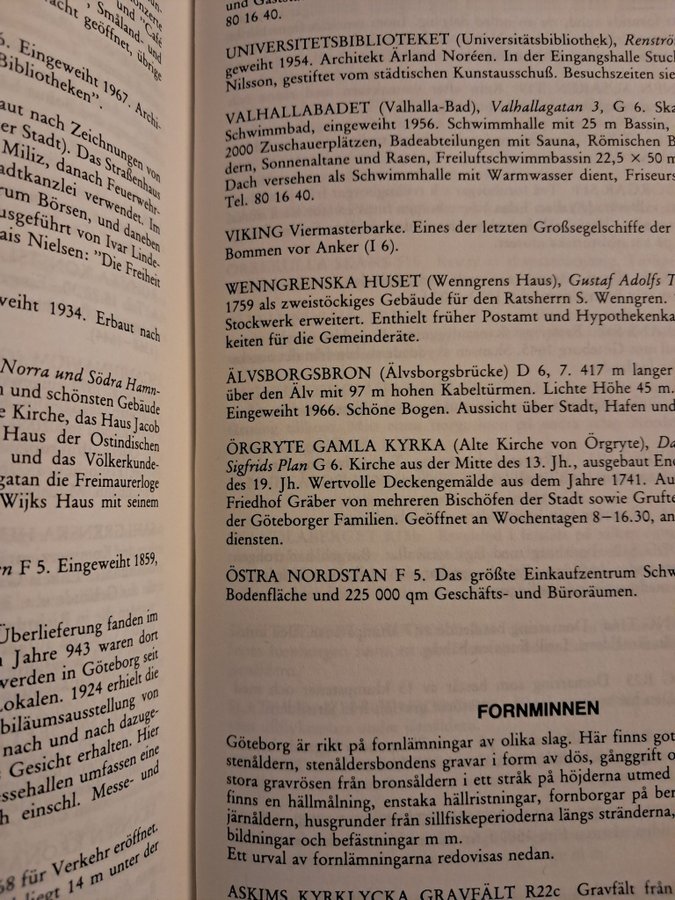 nzerte
und "Café
, Småland. und
acht geöffnet, übrige
6. Eingeweiht 1967. Archi-
Bibliotheken".
aut nach Zeichnungen von
er Stadt). Das Straßenhaus
Miliz, danach Feuerwehr-
adtkanzlei verwendet. Im
rum Börsen, und daneben
usgeführt von Ivar Linde-
ais Nielsen: "Die Freiheit
weiht 1934. Erbaut nach
Norra und Södra Hamn-
n und schönsten Gebäude
e Kirche, das Haus Jacob
Haus der Ostindischen
und das Völkerkunde-
gatan die Freimaurerloge
Wijks Haus mit seinem
rn F 5. Eingeweiht 1859,
Überlieferung fanden im
n Jahre 943 waren dort
werden in Göteborg seit
Lokalen. 1924 erhielt die
biläumsausstellung von
nach und nach dazuge-
s Gesicht erhalten. Hier
ssehallen umfassen eine
h einschl. Messe- und
68 für Verkehr eröffnet.
liegt 14 m unter der
80 16 40.
UNIVERSITETSBIBLIOTEKET (Universitätsbibliothek), Renströ
geweiht 1954. Architekt Ärland Noréen. In der Eingangshalle Stuc
Nilsson, gestiftet vom städtischen Kunstausschuß. Besuchszeiten sie
VALHALLABADET (Valhalla-Bad), Valhallagatan 3, G 6. Ska
Schwimmbad, eingeweiht 1956. Schwimmhalle mit 25 m Bassin,
2000 Zuschauerplätzen, Badeabteilungen mit Sauna, Römischen B
dern, Sonnenaltane und Rasen, Freiluftschwimmbassin 22,5 × 50 m
Dach versehen als Schwimmhalle mit Warmwasser dient, Friseurs
Tel. 80 16 40.
VIKING Viermasterbarke. Eines der letzten Großsegelschiffe der
Bommen vor Anker (I 6).
WENNGRENSKA HUSET (Wenngrens Haus), Gustaf Adolfs T
1759 als zweistöckiges Gebäude für den Ratsherrn S. Wenngren.
Stockwerk erweitert. Enthielt früher Postamt und Hypothekenka
keiten für die Gemeinderäte.
ÄLVSBORGSBRON (Älvsborgsbrücke) D 6, 7. 417 m langer
über den Älv mit 97 m hohen Kabeltürmen. Lichte Höhe 45 m.
Eingeweiht 1966. Schöne Bogen. Aussicht über Stadt, Hafen und
ÖRGRYTE GAMLA KYRKA (Alte Kirche von Örgryte), Da
Sigfrids Plan G 6. Kirche aus der Mitte des 13. Jh., ausgebaut End
des 19. Jh. Wertvolle Deckengemälde aus dem Jahre 1741. Au
Friedhof Gräber von mehreren Bischöfen der Stadt sowie Grufte
der Göteborger Familien. Geöffnet an Wochentagen 8–16.30, an
diensten.
ÖSTRA NORDSTAN F 5. Das größte Einkaufzentrum Schw
Bodenfläche und 225 000 qm Geschäfts- und Büroräumen.
FORNMINNEN
Göteborg är rikt på fornlämningar av olika slag. Här finns got
stenåldern, stenåldersbondens gravar i form av dös, gånggrift o
stora gravrösen från bronsåldern i ett stråk på höjderna utmed
finns en hällmålning, enstaka hällristningar, fornborgar på ber
järnåldern, husgrunder från sillfiskeperioderna längs stränderna,
bildningar och befästningar m m.
Ett urval av fornlämningarna redovisas nedan.
ASKIMS KYRKLYCKA GRAVFÄLT R22c Gravfält från